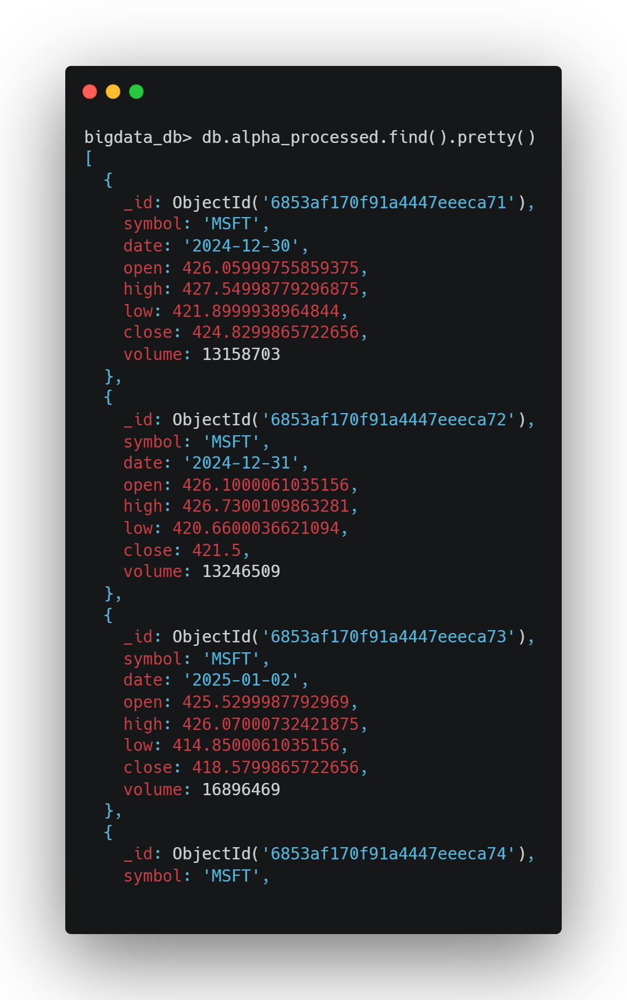 bigdata_db> db.alpha_processed.find().pretty()
[
  {
    _id: ObjectId('6853af170f91a4447eeeca71'),
    symbol: 'MSFT',
    date: '2024-12-30',
    open: 426.05999755859375,
    high: 427.54998779296875,
    low: 421.8999938964844,
    close: 424.8299865722656,
    volume: 13158703
  },
  {
    _id: ObjectId('6853af170f91a4447eeeca72'),
    symbol: 'MSFT',
    date: '2024-12-31',
    open: 426.1000061035156,
    high: 426.7300109863281,
    low: 420.6600036621094,
    close: 421.5,
    volume: 13246509
  },
  {
    _id: ObjectId('6853af170f91a4447eeeca73'),
    symbol: 'MSFT',
    date: '2025-01-02',
    open: 425.5299987792969,
    high: 426.07000732421875,
    low: 414.8500061035156,
    close: 418.5799865722656,
    volume: 16896469
  },
  {
    _id: ObjectId('6853af170f91a4447eeeca74'),
    symbol: 'MSFT',